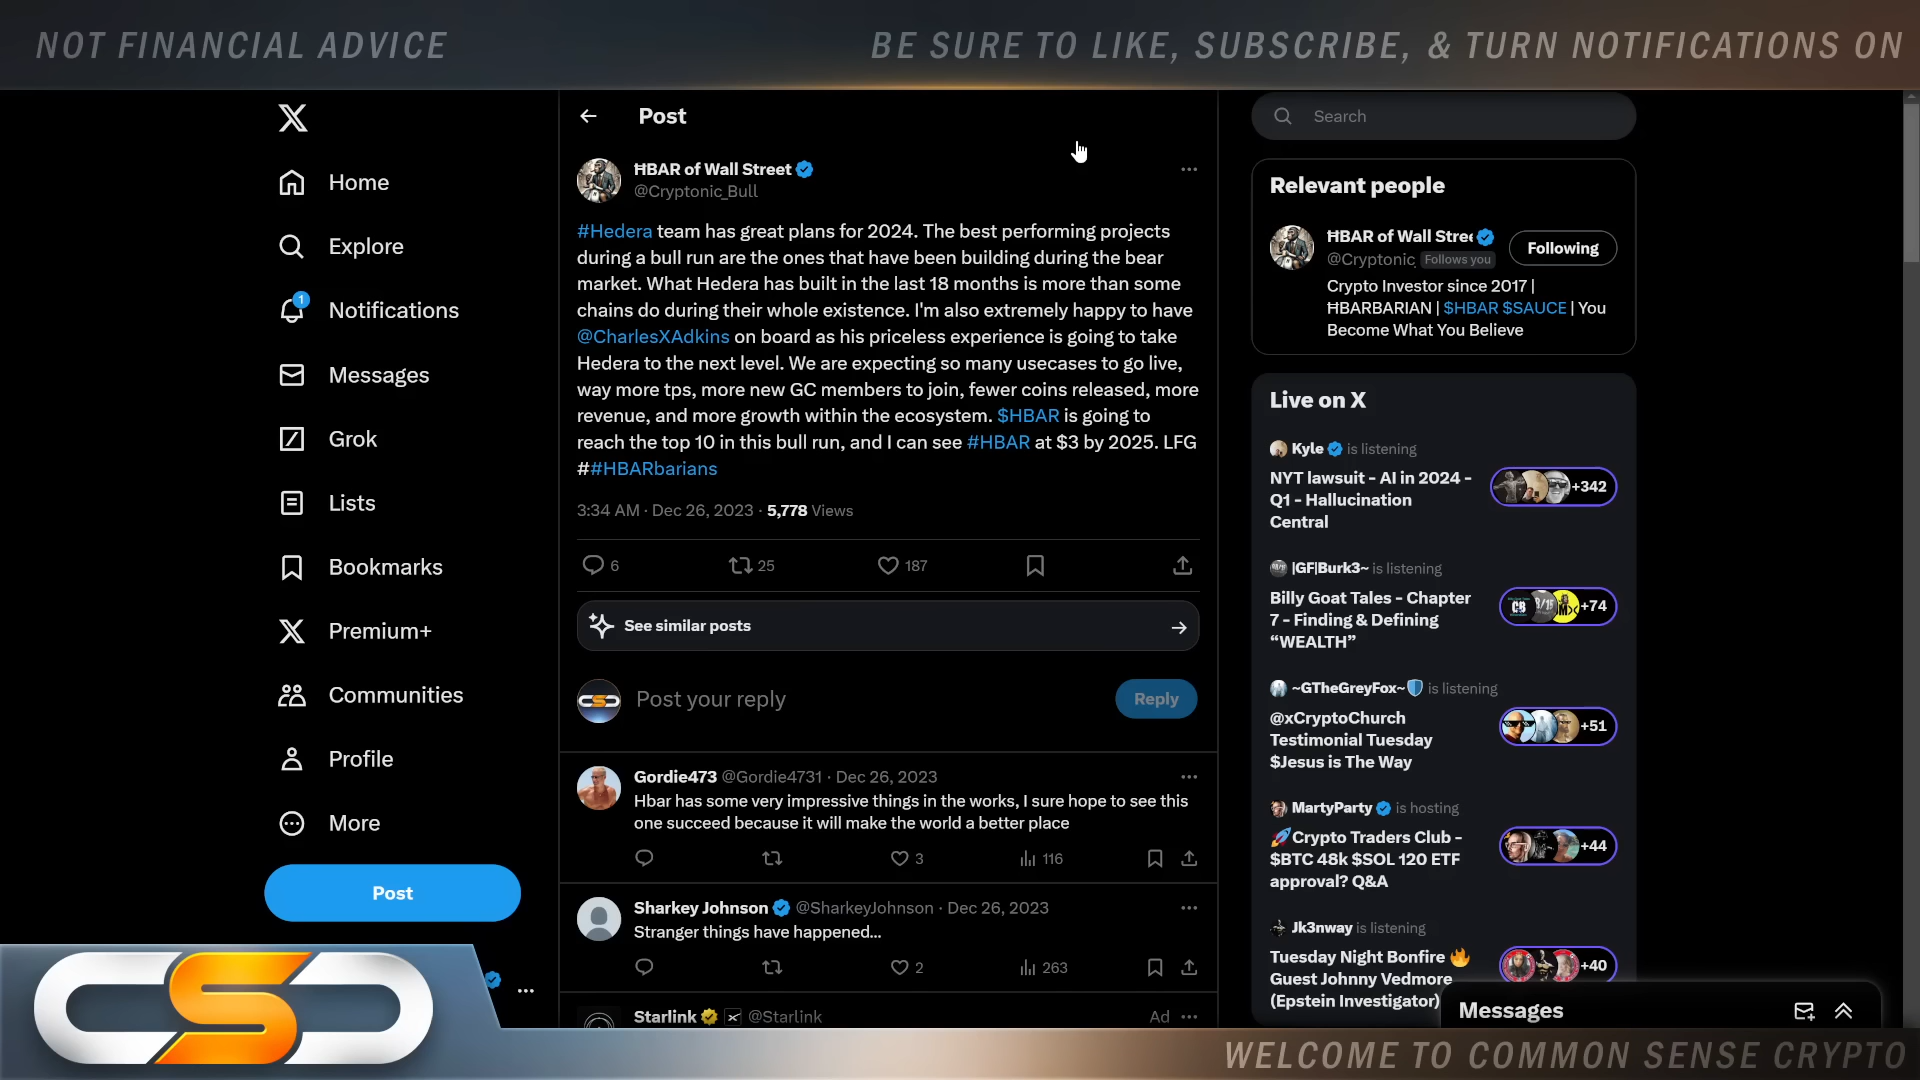 NOT FINANCIAL ADVICE
BE SURE TO LIKE, SUBSCRIBE, & TURN NOTIFICATIONS ON
Home
Explore
1
Notifications
Messages
Grok
Lists
Bookmarks
Premium+
Communities
Profile
More
Post
Post
ĦBAR of Wall Street
@Cryptonic_Bull
#Hedera team has great plans for 2024. The best performing projects
during a bull run are the ones that have been building during the bear
market. What Hedera has built in the last 18 months is more than some
chains do during their whole existence. I'm also extremely happy to have
@CharlesXAdkins on board as his priceless experience is going to take
Hedera to the next level. We are expecting so many usecases to go live,
way more tps, more new GC members to join, fewer coins released, more
revenue, and more growth within the ecosystem. $HBAR is going to
reach the top 10 in this bull run, and I can see #HBAR at $3 by 2025. LFG
##HBARbarians
3:34 AM · Dec 26, 2023 · 5,778 Views
6 25 187
See similar posts
Post your reply
Reply
Gordie473 @Gordie4731 · Dec 26, 2023
Hbar has some very impressive things in the works, I sure hope to see this
one succeed because it will make the world a better place
3 116
Sharkey Johnson @SharkeyJohnson · Dec 26, 2023
Stranger things have happened...
2 263
Starlink @Starlink Ad
Search
Relevant people
ĦBAR of Wall Stree
@Cryptonic_ Follows you
Following
Crypto Investor since 2017 |
ĦBARBARIAN | $HBAR $SAUCE | You
Become What You Believe
Live on X
Kyle is listening
NYT lawsuit - AI in 2024 -
Q1 - Hallucination
Central
+342
|GF|Burk3~ is listening
Billy Goat Tales - Chapter
7 - Finding & Defining
“WEALTH”
+74
~GTheGreyFox~ is listening
@xCryptoChurch
Testimonial Tuesday
$Jesus is The Way
+51
MartyParty is hosting
Crypto Traders Club -
$BTC 48k $SOL 120 ETF
approval? Q&A
+44
Jk3nway is listening
Tuesday Night Bonfire
Guest Johnny Vedmore
(Epstein Investigator)
+40
Messages
CSC
WELCOME TO COMMON SENSE CRYPTO